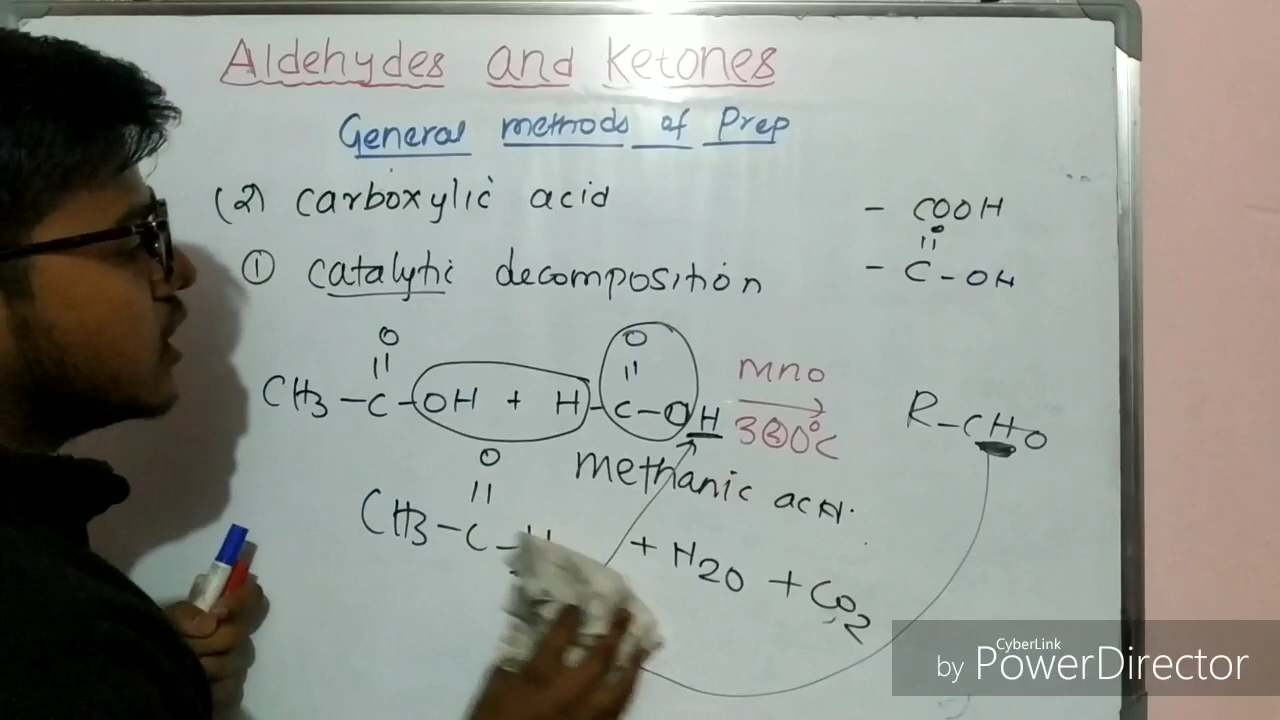 Aldehydes and Ketones
General methods of Prep
(2) carboxylic acid
- COOH
① catalytic decomposition
- C - OH
O O
CH3 - C - OH + H - C - OH mno
300°C
R - CHO
methanic
O
CH3 - C - H + H2O + CO2
CyberLink
by PowerDirector